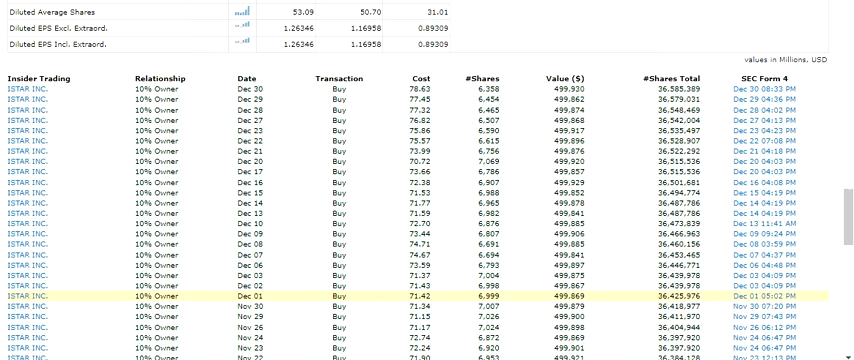 Diluted Average Shares 53.09 50.70 31.01
Diluted EPS Excl. Extraord. 1.26346 1.16958 0.89309
Diluted EPS Incl. Extraord. 1.26346 1.16958 0.89309
values in Millions, USD
Insider Trading Relationship Date Transaction Cost #Shares Value ($) #Shares Total SEC Form 4
ISTAR INC. 10% Owner Dec 30 Buy 78.63 6,358 499,930 36,585,389 Dec 30 08:33 PM
ISTAR INC. 10% Owner Dec 29 Buy 77.45 6,454 499,862 36,579,031 Dec 29 04:36 PM
ISTAR INC. 10% Owner Dec 28 Buy 77.32 6,465 499,874 36,548,469 Dec 28 04:02 PM
ISTAR INC. 10% Owner Dec 27 Buy 76.82 6,507 499,868 36,542,004 Dec 27 04:13 PM
ISTAR INC. 10% Owner Dec 23 Buy 75.86 6,590 499,917 36,535,497 Dec 23 04:23 PM
ISTAR INC. 10% Owner Dec 22 Buy 75.57 6,615 499,896 36,528,907 Dec 22 07:08 PM
ISTAR INC. 10% Owner Dec 21 Buy 73.99 6,756 499,876 36,522,292 Dec 21 04:18 PM
ISTAR INC. 10% Owner Dec 20 Buy 70.72 7,069 499,920 36,515,536 Dec 20 04:03 PM
ISTAR INC. 10% Owner Dec 17 Buy 73.66 6,786 499,857 36,515,536 Dec 20 04:03 PM
ISTAR INC. 10% Owner Dec 16 Buy 72.38 6,907 499,929 36,501,681 Dec 16 04:08 PM
ISTAR INC. 10% Owner Dec 15 Buy 71.53 6,988 499,852 36,494,774 Dec 15 04:19 PM
ISTAR INC. 10% Owner Dec 14 Buy 71.77 6,965 499,878 36,487,786 Dec 14 04:19 PM
ISTAR INC. 10% Owner Dec 13 Buy 71.59 6,982 499,841 36,487,786 Dec 14 04:19 PM
ISTAR INC. 10% Owner Dec 10 Buy 72.70 6,876 499,885 36,473,839 Dec 13 11:41 AM
ISTAR INC. 10% Owner Dec 09 Buy 73.44 6,807 499,906 36,466,963 Dec 09 09:24 PM
ISTAR INC. 10% Owner Dec 08 Buy 74.71 6,691 499,885 36,460,156 Dec 08 03:59 PM
ISTAR INC. 10% Owner Dec 07 Buy 74.67 6,694 499,841 36,453,465 Dec 07 04:37 PM
ISTAR INC. 10% Owner Dec 06 Buy 73.59 6,793 499,897 36,446,771 Dec 06 04:48 PM
ISTAR INC. 10% Owner Dec 03 Buy 71.37 7,004 499,875 36,439,978 Dec 03 04:09 PM
ISTAR INC. 10% Owner Dec 02 Buy 71.43 6,998 499,867 36,439,978 Dec 03 04:09 PM
ISTAR INC. 10% Owner Dec 01 Buy 71.42 6,999 499,869 36,425,976 Dec 01 05:02 PM
ISTAR INC. 10% Owner Nov 30 Buy 71.34 7,007 499,879 36,418,977 Nov 30 07:20 PM
ISTAR INC. 10% Owner Nov 29 Buy 71.15 7,026 499,900 36,411,970 Nov 29 07:43 PM
ISTAR INC. 10% Owner Nov 26 Buy 71.17 7,024 499,898 36,404,944 Nov 26 06:12 PM
ISTAR INC. 10% Owner Nov 24 Buy 72.74 6,872 499,869 36,397,920 Nov 24 06:47 PM
ISTAR INC. 10% Owner Nov 23 Buy 72.24 6,920 499,901 36,397,920 Nov 24 06:47 PM
ISTAR INC. 10% Owner Nov 22 Buy 71.90 6,953 499,921 36,384,128 Nov 23 12:13 PM